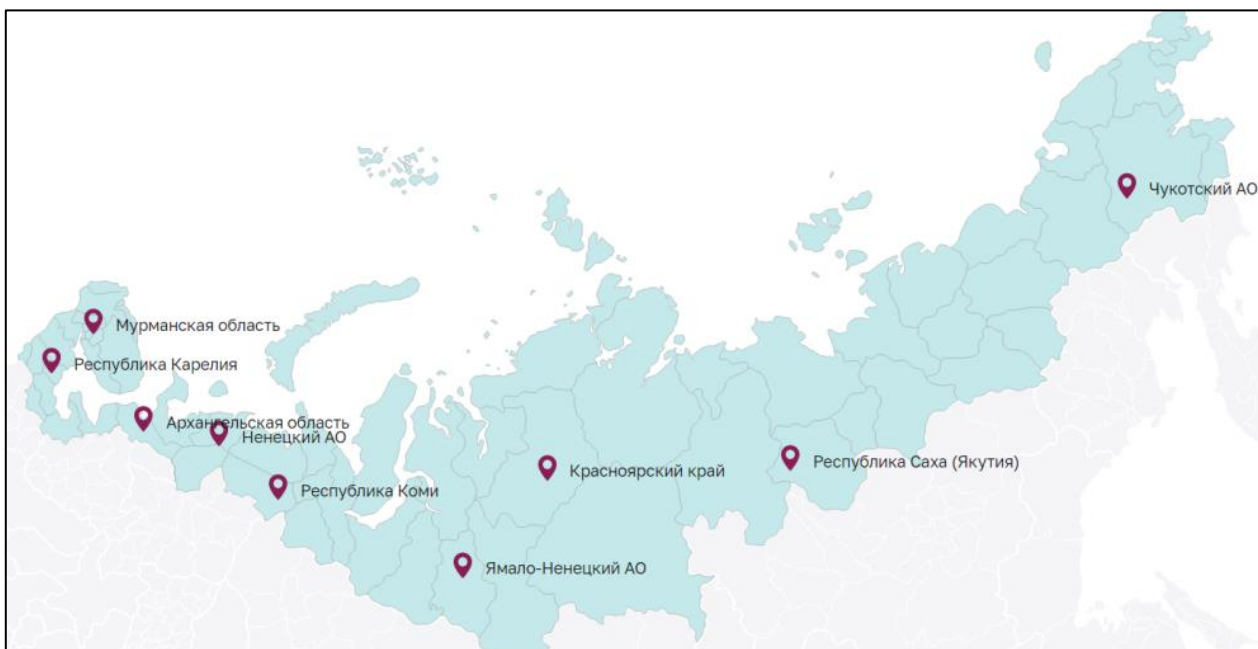 Чукотский АО
Мурманская область
Республика Карелия
Архангельская область
Ненецкий АО
Республика Саха (Якутия)
Красноярский край
Республика Коми
Ямало-Ненецкий АО